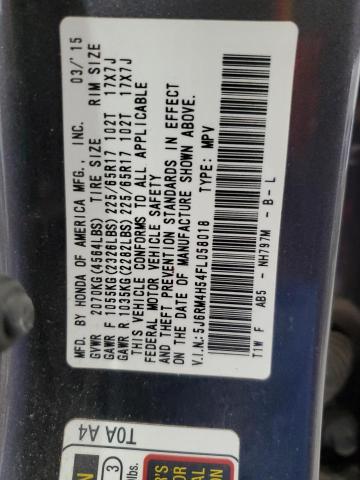 MFD. BY HONDA OF AMERICA MFG., INC. 03/'15
GVWR 2070KG(4564LBS) TIRE SIZE RIM SIZE
GAWR F 1055KG(2326LBS) 225/65R17 102T 17X7J
GAWR R 1035KG(2282LBS) 225/65R17 102T 17X7J
THIS VEHICLE CONFORMS TO ALL APPLICABLE
FEDERAL MOTOR VEHICLE SAFETY
AND THEFT PREVENTION STANDARDS IN EFFECT
ON THE DATE OF MANUFACTURE SHOWN ABOVE.
V.I.N.:5J6RM4H54FL058018 TYPE: MPV
T1W F AB5 - NH797M - B - L
T0A A4
3
lbs.